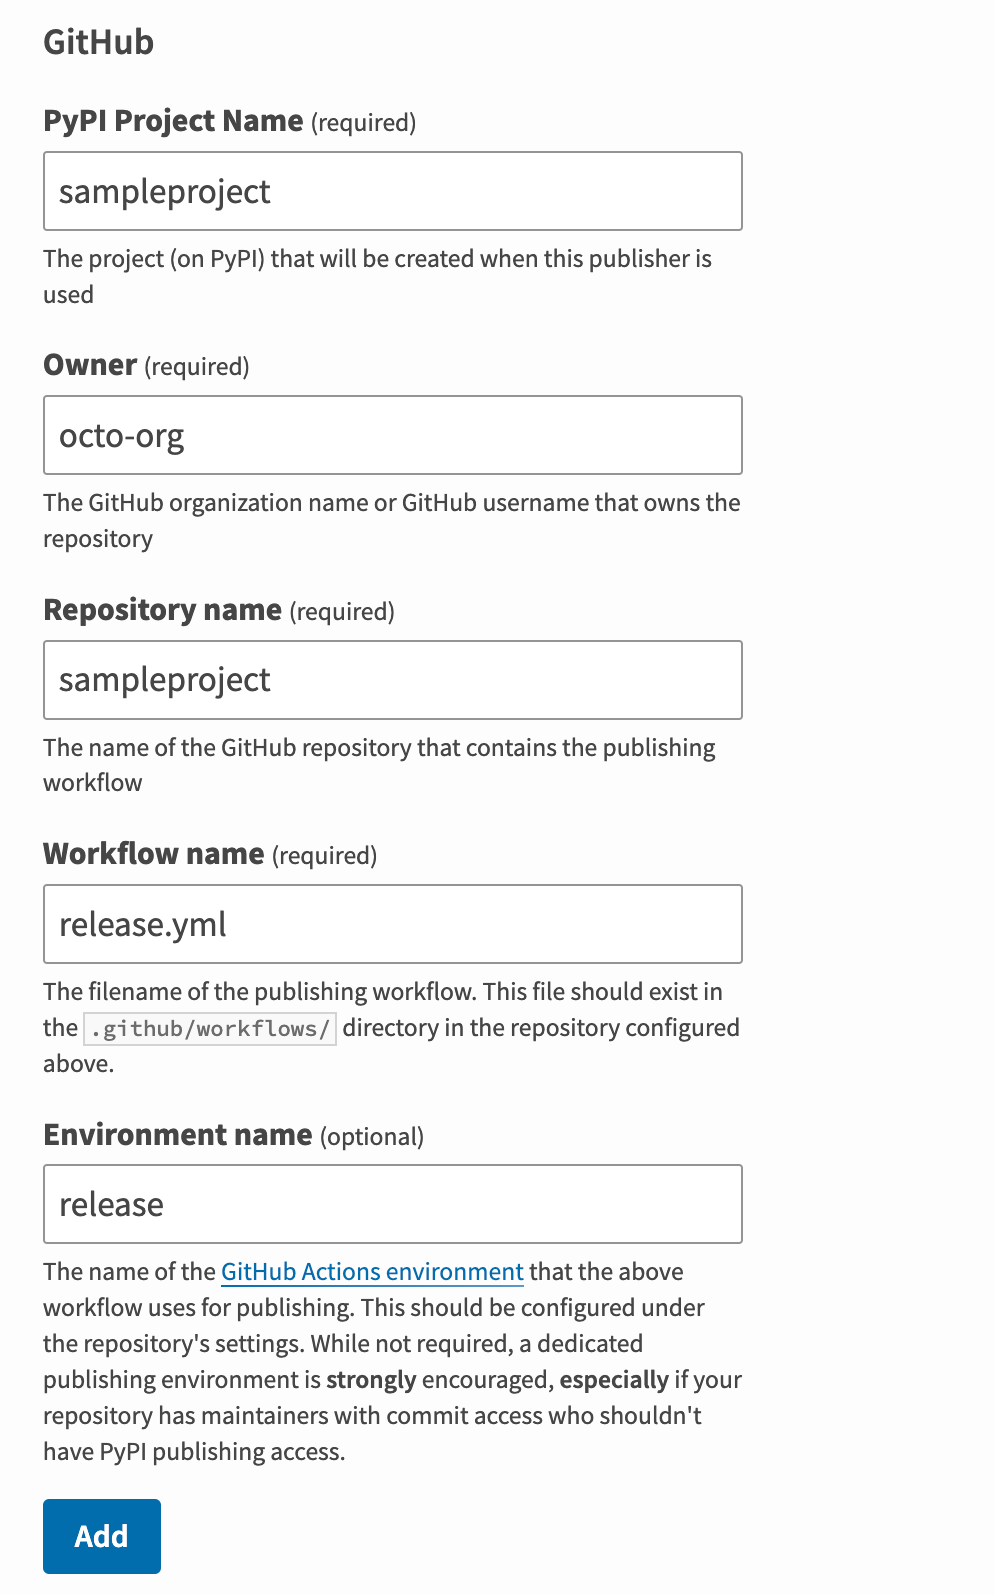 GitHub
PyPI Project Name (required)
sampleproject
The project (on PyPI) that will be created when this publisher is
used
Owner (required)
octo-org
The GitHub organization name or GitHub username that owns the
repository
Repository name (required)
sampleproject
The name of the GitHub repository that contains the publishing
workflow
Workflow name (required)
release.yml
The filename of the publishing workflow. This file should exist in
the .github/workflows/ directory in the repository configured
above.
Environment name (optional)
release
The name of the GitHub Actions environment that the above
workflow uses for publishing. This should be configured under
the repository's settings. While not required, a dedicated
publishing environment is strongly encouraged, especially if your
repository has maintainers with commit access who shouldn't
have PyPI publishing access.
Add